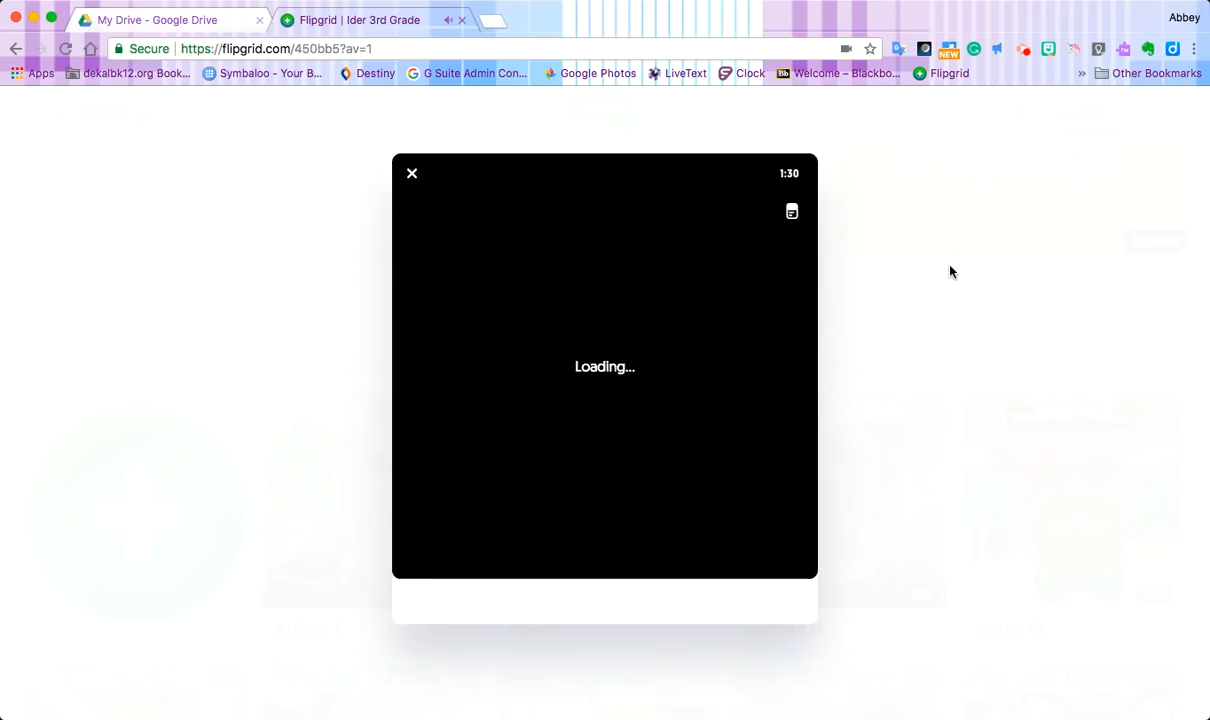 My Drive - Google Drive
Flipgrid | Ider 3rd Grade
Abbey
Secure
https://flipgrid.com/450bb5?av=1
NEW
Apps
dekalbk12.org Book...
Symbaloo - Your B...
Destiny
G Suite Admin Con...
Google Photos
LiveText
Clock
Bb
Welcome – Blackbo...
Flipgrid
»
Other Bookmarks
1:30
Loading...